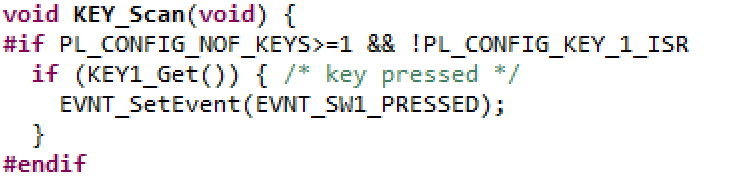 void KEY_Scan(void) {
#if PL_CONFIG_NOF_KEYS>=1 && !PL_CONFIG_KEY_1_ISR
  if (KEY1_Get()) { /* key pressed */
    EVNT_SetEvent(EVNT_SW1_PRESSED);
  }
#endif